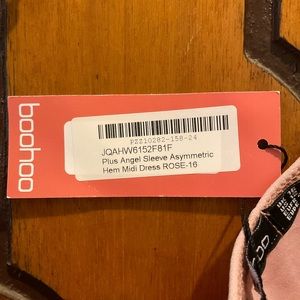 boohoo
PZZ10282-158-24
JQAHW6152F81F
Plus Angel Sleeve Asymmetric
Hem Midi Dress ROSE-16